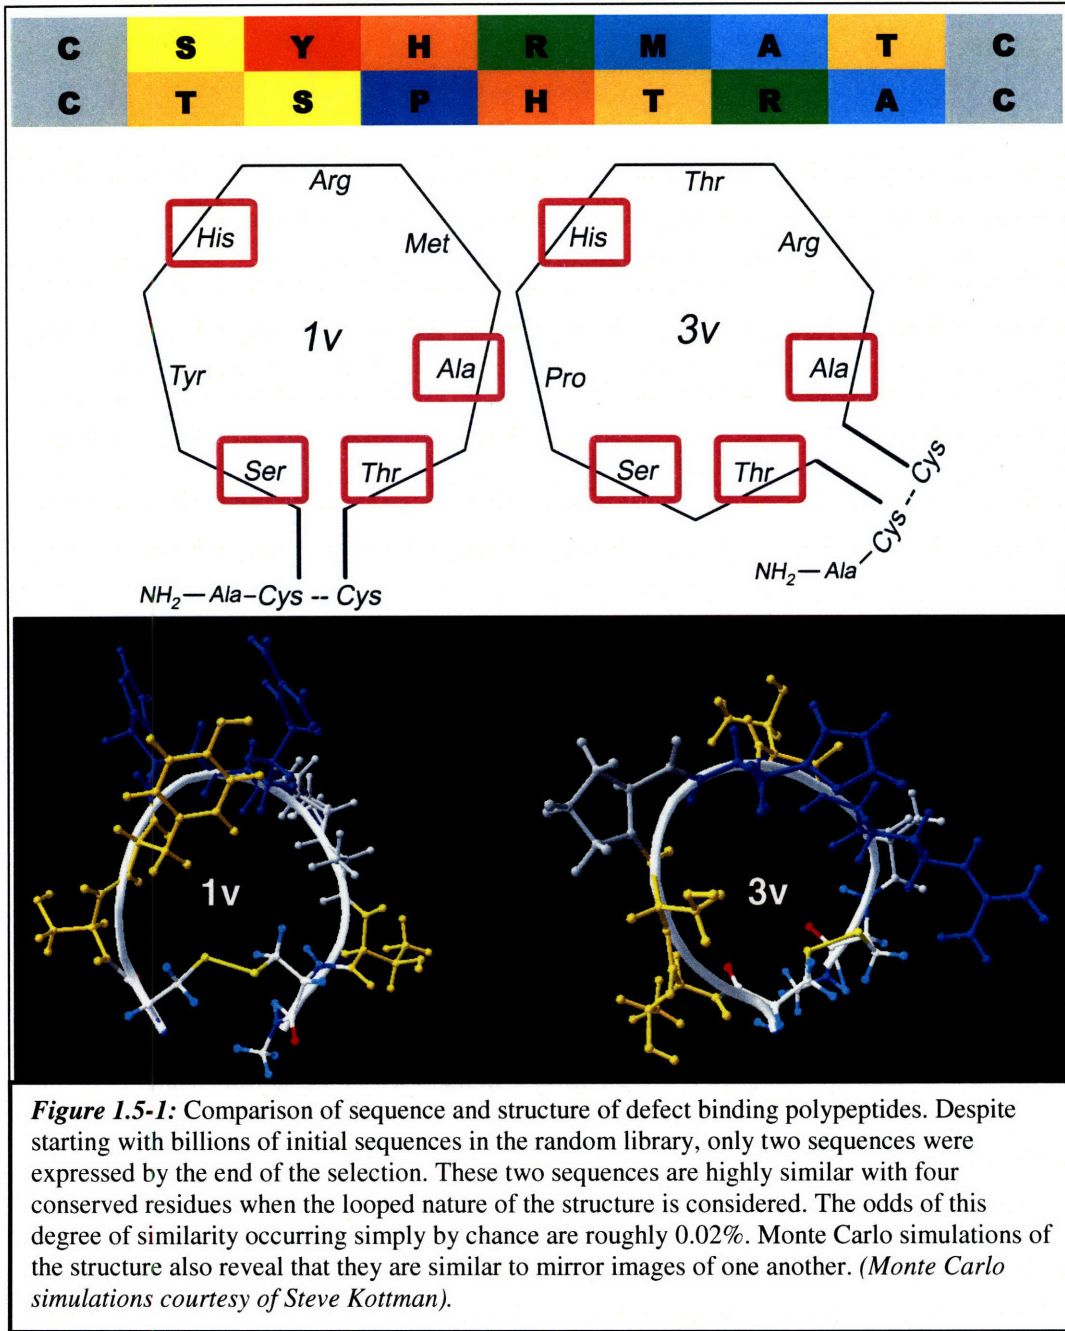 C S Y H R M A T C
C T S P H T R A C
Arg
Thr
His
Met
His
Arg
1v
3v
Tyr
Ala
Pro
Ala
Ser
Thr
Ser
Thr
Cys
Cys --
NH₂—Ala
NH₂—Ala–Cys -- Cys
1v
3v
Figure 1.5-1: Comparison of sequence and structure of defect binding polypeptides. Despite
starting with billions of initial sequences in the random library, only two sequences were
expressed by the end of the selection. These two sequences are highly similar with four
conserved residues when the looped nature of the structure is considered. The odds of this
degree of similarity occurring simply by chance are roughly 0.02%. Monte Carlo simulations of
the structure also reveal that they are similar to mirror images of one another. (Monte Carlo
simulations courtesy of Steve Kottman).